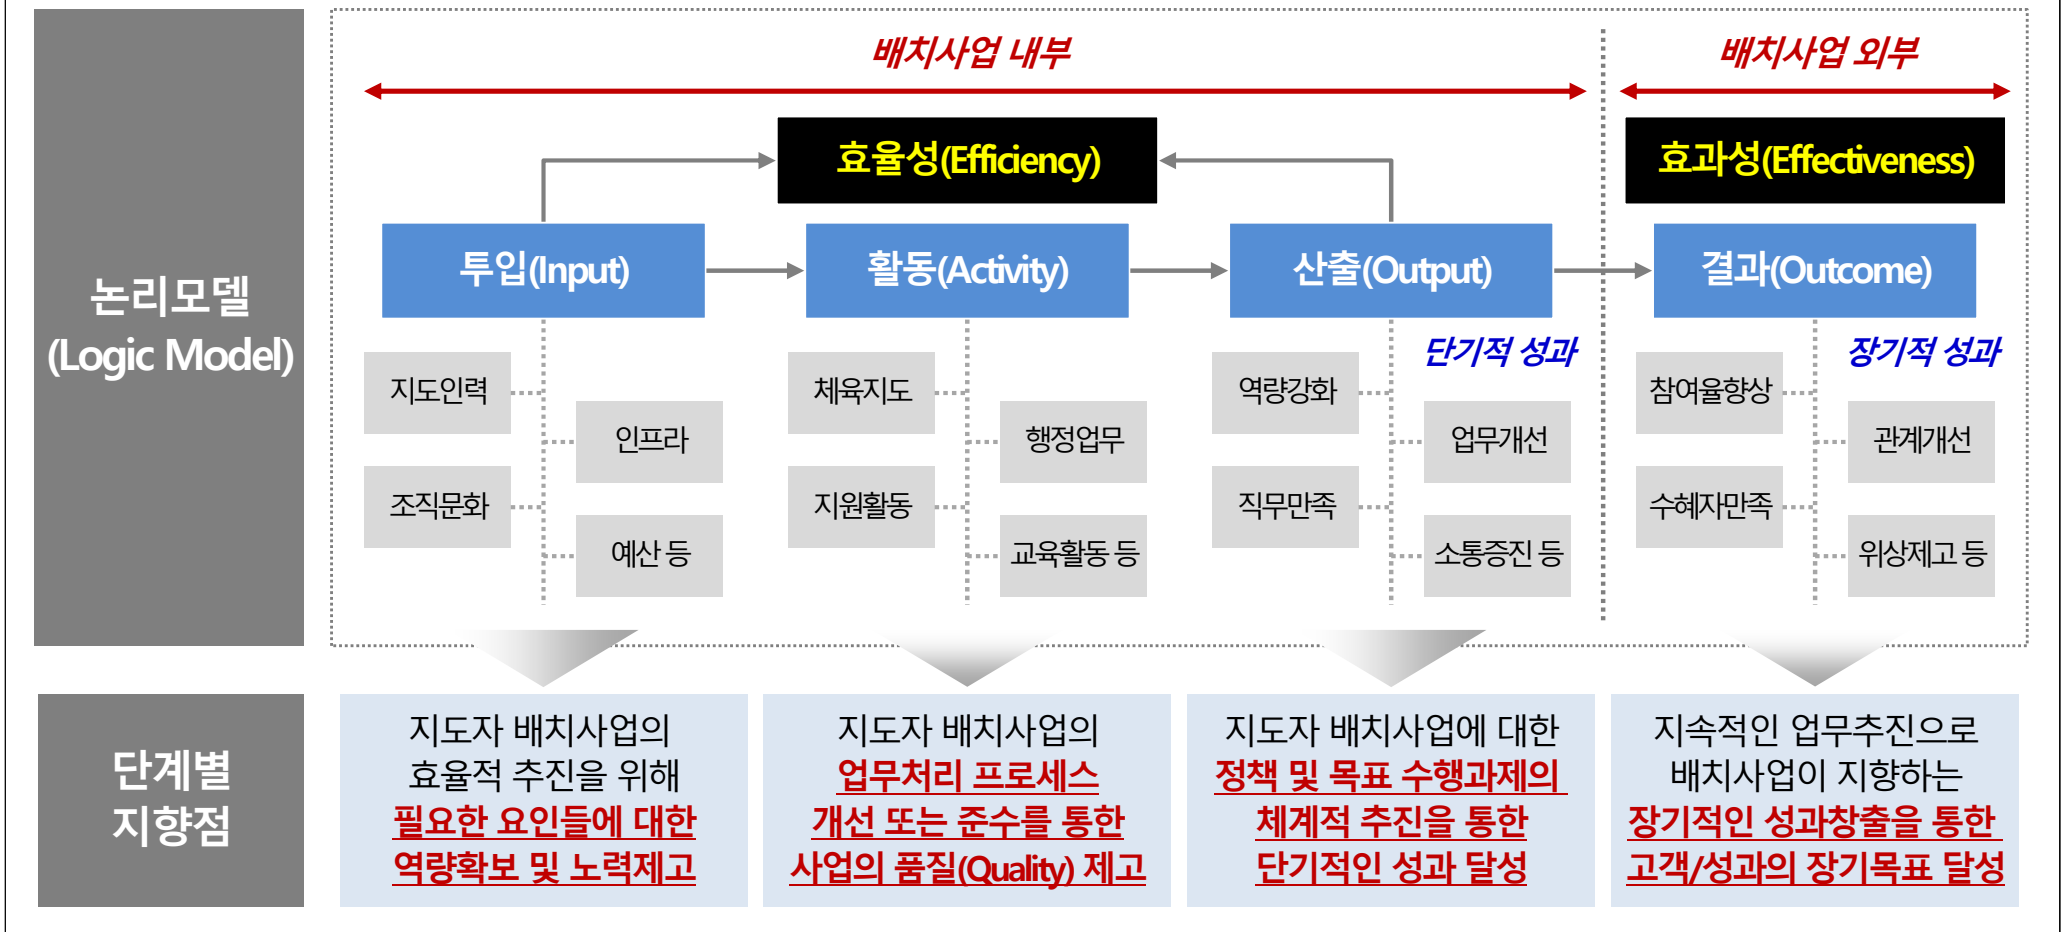 배치사업 내부
배치사업 외부
효율성(Efficiency)
효과성(Effectiveness)
논리모델
(Logic Model)
투입(Input)
활동(Activity)
산출(Output)
결과(Outcome)
단기적 성과
장기적 성과
지도인력
인프라
조직문화
예산 등
체육지도
행정업무
지원활동
교육활동 등
역량강화
업무개선
직무만족
소통증진 등
참여율향상
관계개선
수혜자만족
위상제고 등
단계별
지향점
지도자 배치사업의
효율적 추진을 위해
필요한 요인들에 대한
역량확보 및 노력제고
지도자 배치사업의
업무처리 프로세스
개선 또는 준수를 통한
사업의 품질(Quality) 제고
지도자 배치사업에 대한
정책 및 목표 수행과제의
체계적 추진을 통한
단기적인 성과 달성
지속적인 업무추진으로
배치사업이 지향하는
장기적인 성과창출을 통한
고객/성과의 장기목표 달성